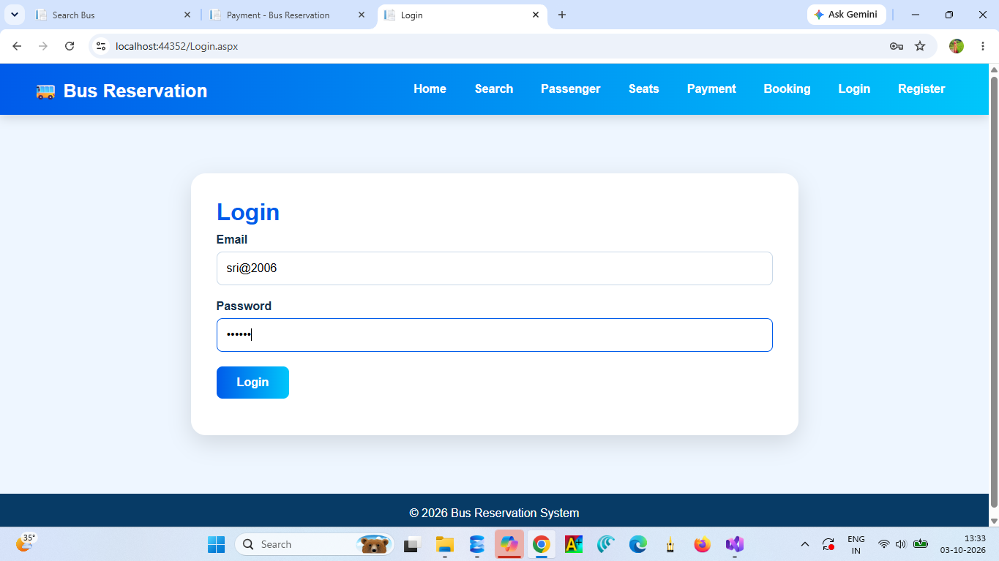 Search Bus
Payment - Bus Reservation
Login
Ask Gemini
localhost:44352/Login.aspx
Bus Reservation
Home
Search
Passenger
Seats
Payment
Booking
Login
Register
Login
Email
sri@2006
Password
••••••
Login
© 2026 Bus Reservation System
35°
Search
ENG
IN
13:33
03-10-2026